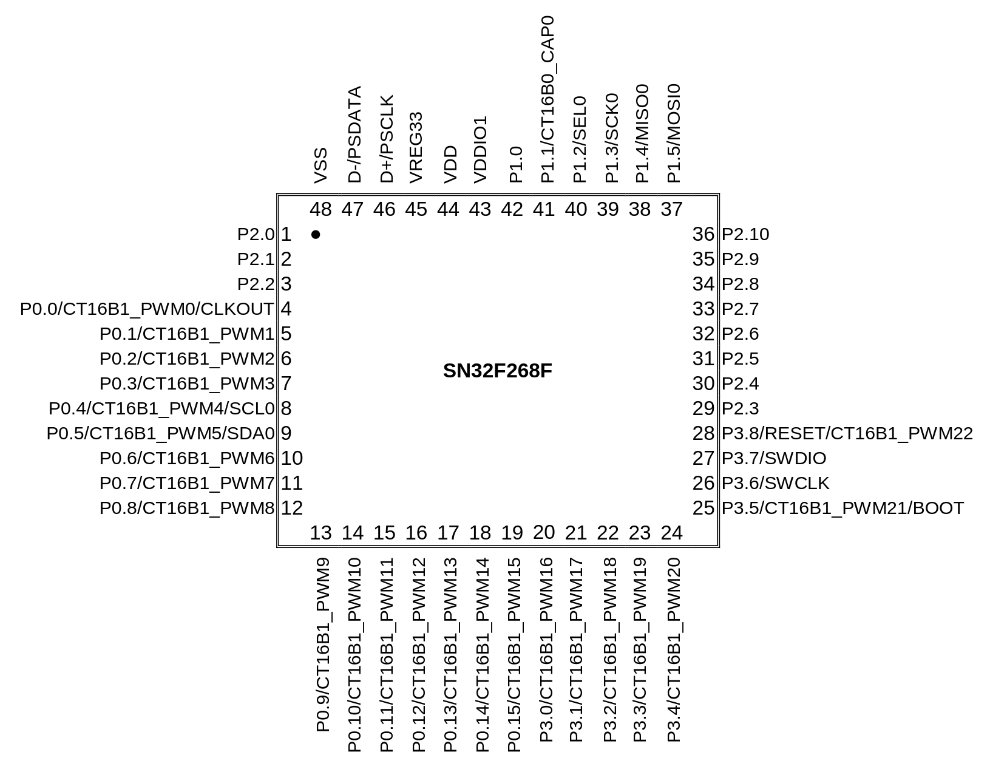 VSS
D-/PSDATA
D+/PSCLK
VREG33
VDD
VDDIO1
P1.0
P1.1/CT16B0_CAP0
P1.2/SEL0
P1.3/SCK0
P1.4/MISO0
P1.5/MOSI0
48 47 46 45 44 43 42 41 40 39 38 37
P2.0 1 36 P2.10
P2.1 2 35 P2.9
P2.2 3 34 P2.8
P0.0/CT16B1_PWM0/CLKOUT 4 33 P2.7
P0.1/CT16B1_PWM1 5 32 P2.6
P0.2/CT16B1_PWM2 6 31 P2.5
SN32F268F
P0.3/CT16B1_PWM3 7 30 P2.4
P0.4/CT16B1_PWM4/SCL0 8 29 P2.3
P0.5/CT16B1_PWM5/SDA0 9 28 P3.8/RESET/CT16B1_PWM22
P0.6/CT16B1_PWM6 10 27 P3.7/SWDIO
P0.7/CT16B1_PWM7 11 26 P3.6/SWCLK
P0.8/CT16B1_PWM8 12 25 P3.5/CT16B1_PWM21/BOOT
13 14 15 16 17 18 19 20 21 22 23 24
P0.9/CT16B1_PWM9
P0.10/CT16B1_PWM10
P0.11/CT16B1_PWM11
P0.12/CT16B1_PWM12
P0.13/CT16B1_PWM13
P0.14/CT16B1_PWM14
P0.15/CT16B1_PWM15
P3.0/CT16B1_PWM16
P3.1/CT16B1_PWM17
P3.2/CT16B1_PWM18
P3.3/CT16B1_PWM19
P3.4/CT16B1_PWM20